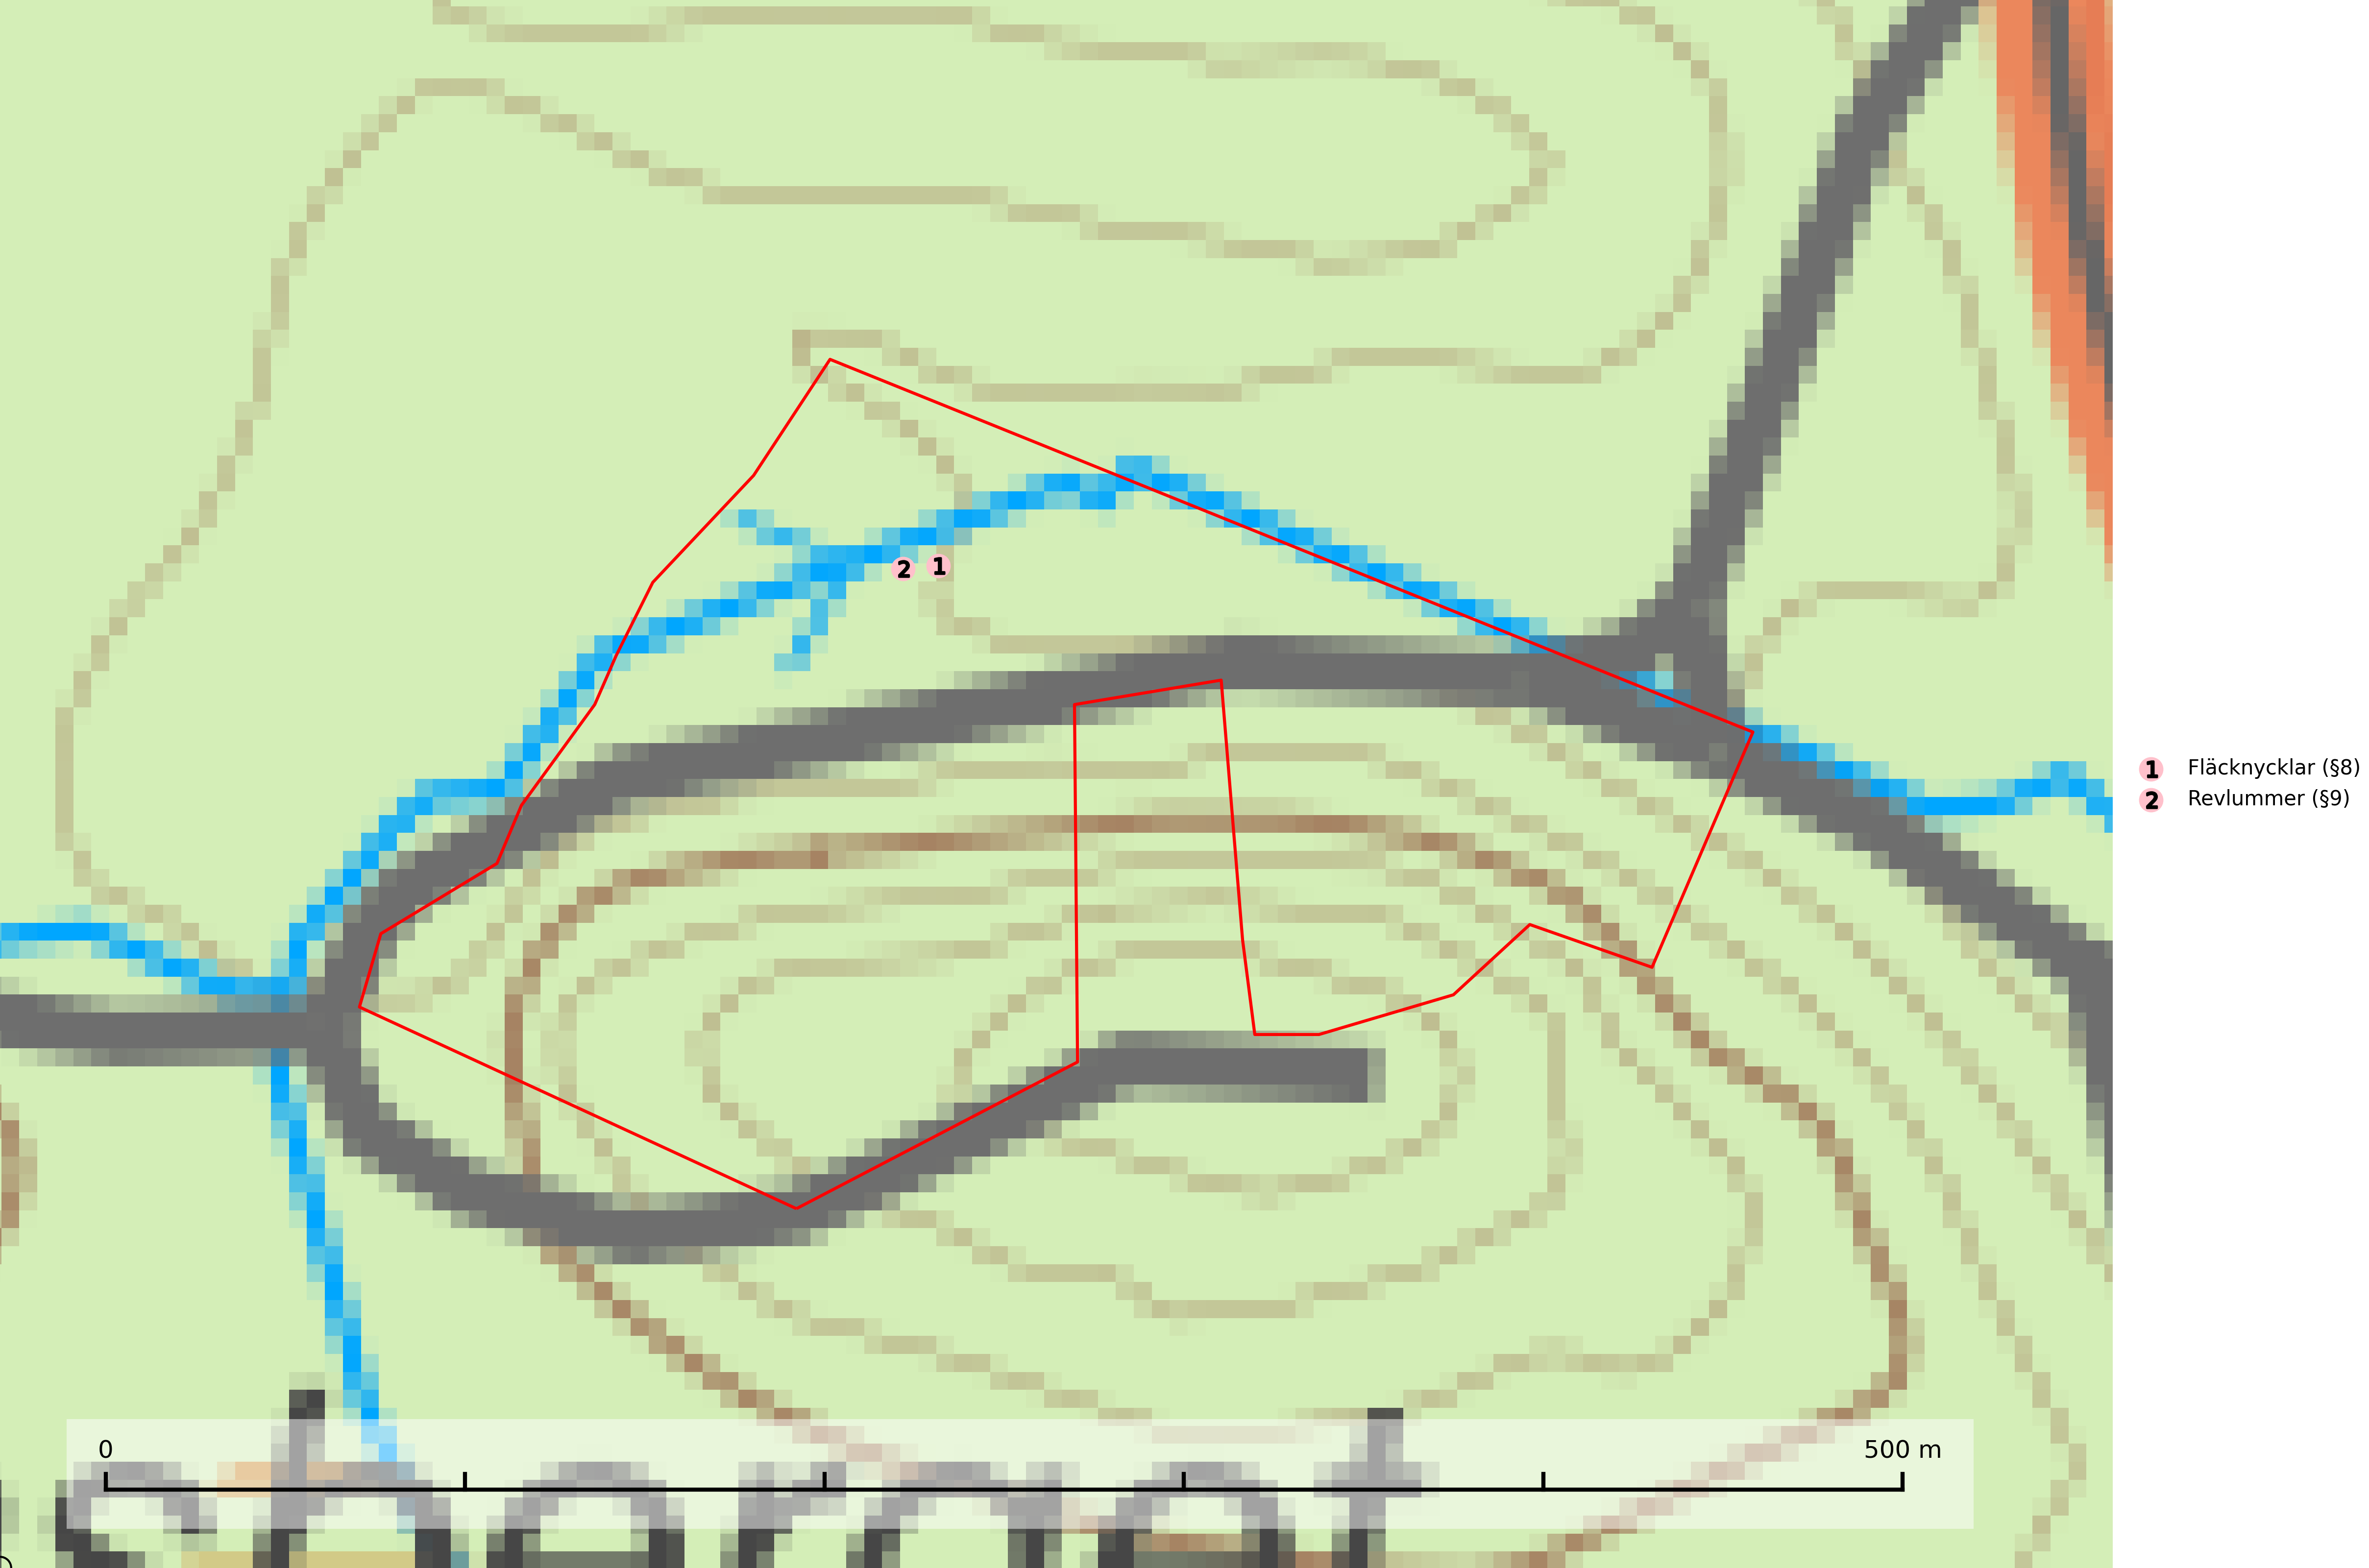 2 1
1 Fläcknycklar (§8)
2 Revlummer (§9)
0 500 m